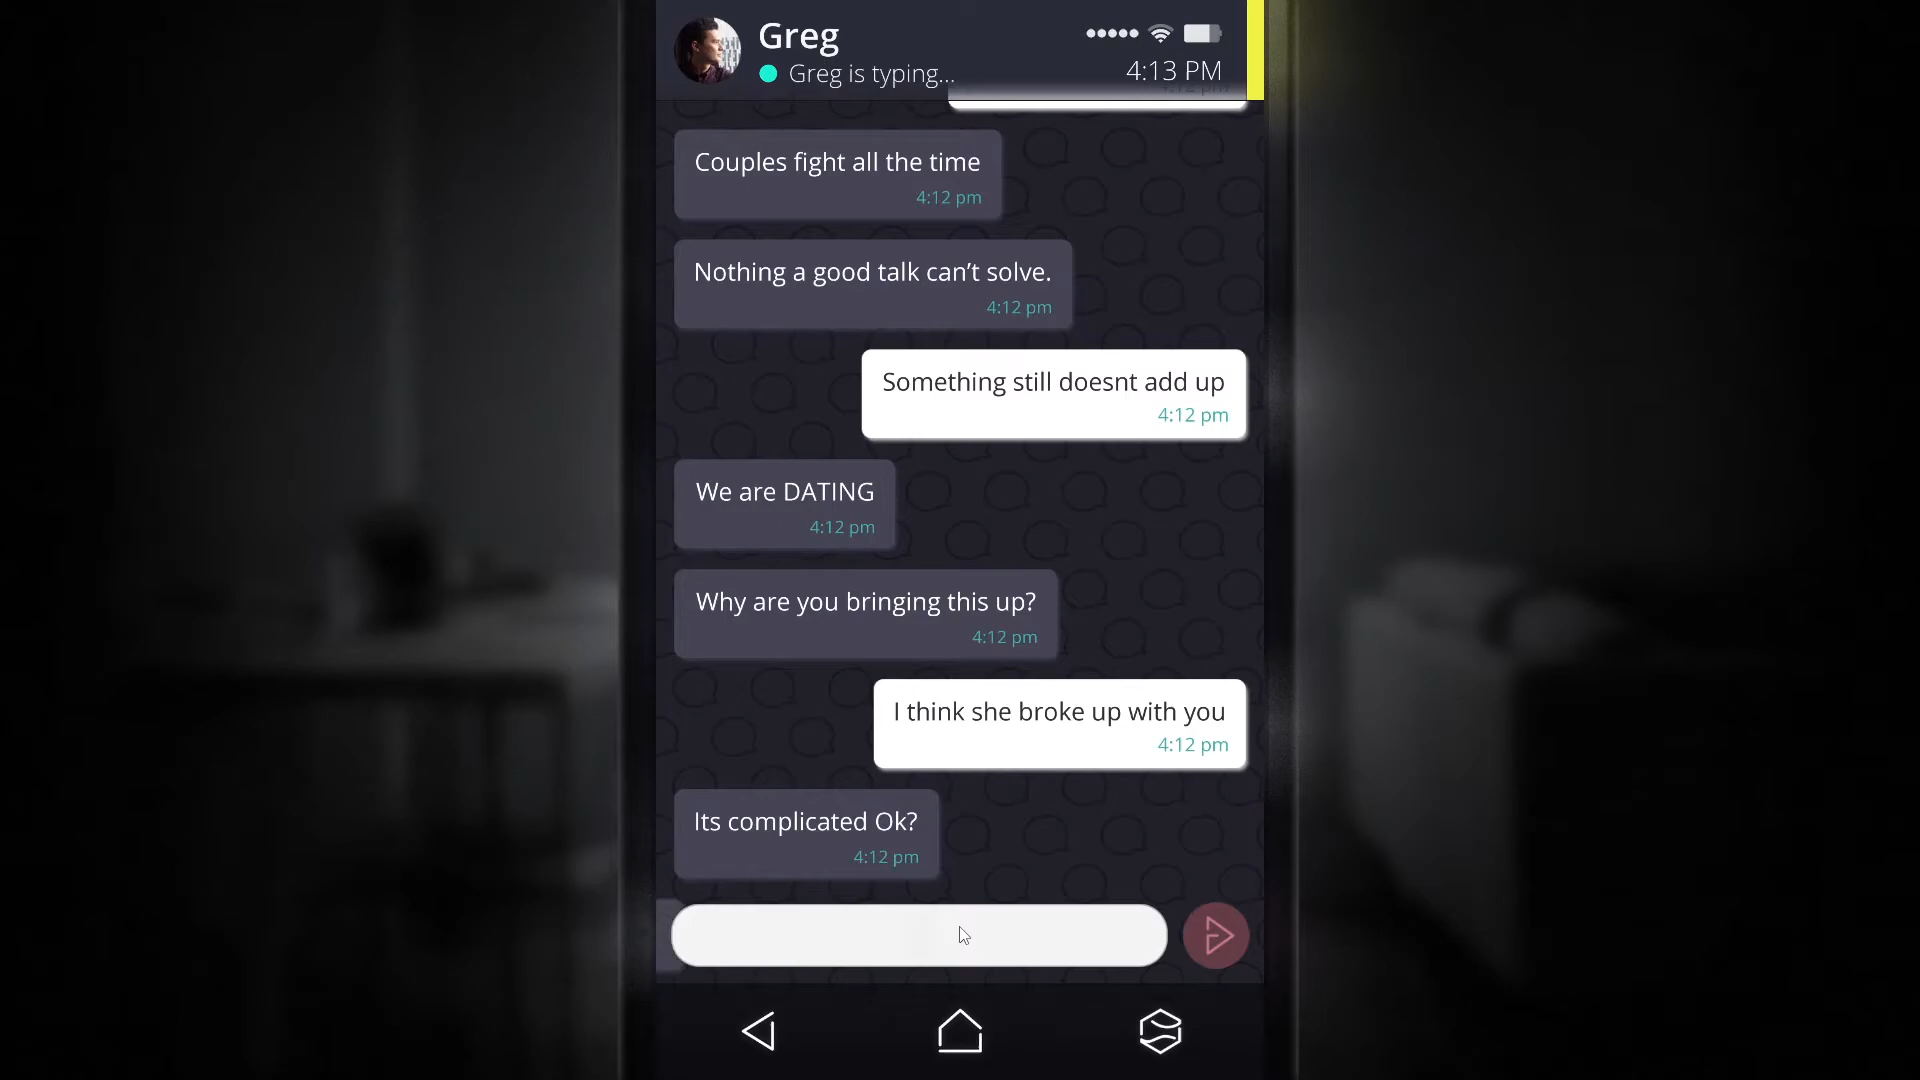 Greg
Greg is typing...
4:13 PM
Couples fight all the time
4:12 pm
Nothing a good talk can’t solve.
4:12 pm
Something still doesnt add up
4:12 pm
We are DATING
4:12 pm
Why are you bringing this up?
4:12 pm
I think she broke up with you
4:12 pm
Its complicated Ok?
4:12 pm